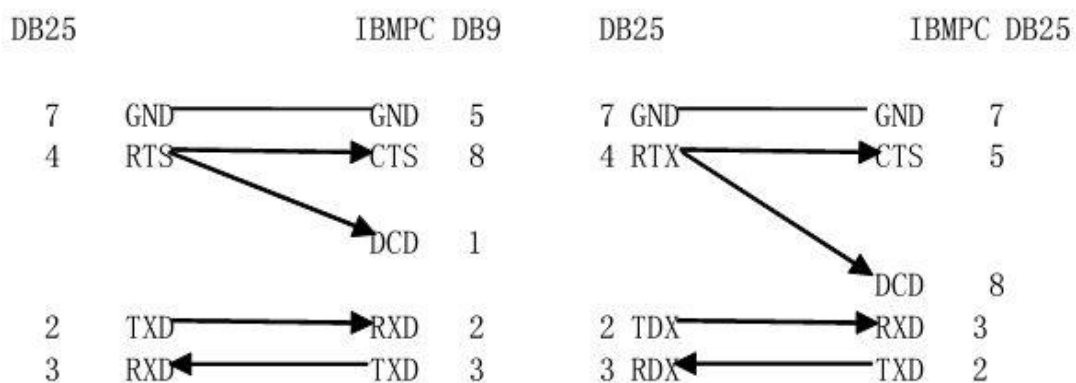 DB25 IBMPC DB9 DB25 IBMPC DB25
7 GND GND 5 7 GND GND 7
4 RTS CTS 8 4 RTX CTS 5
DCD 1
DCD 8
2 TXD RXD 2 2 TDX RXD 3
3 RXD TXD 3 3 RDX TXD 2